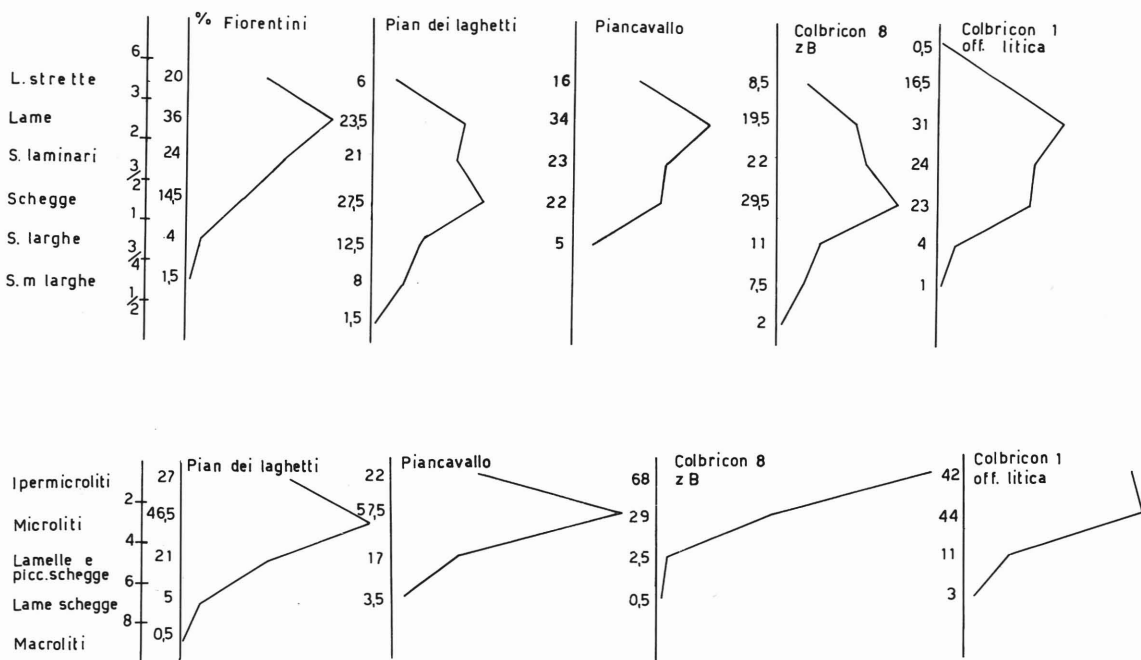 % Fiorentini
Pian dei laghetti
Piancavallo
Colbricon 8
z B
Colbricon 1
off. litica
6
0,5
L. strette 20 6 16 8,5 16,5
3
Lame 36 23,5 34 19,5 31
2
S. laminari 24 21 23 22 24
3/2
Schegge 14,5 27,5 22 29,5 23
1
S. larghe 4 12,5 5 11 4
3/4
S. m larghe 1,5 8 7,5 1
1/2
1,5 2
Pian dei laghetti
Piancavallo
Colbricon 8
z B
Colbricon 1
off. litica
Ipermicroliti 27 22 68 42
2
Microliti 46,5 57,5 29 44
4
Lamelle e
picc. schegge 21 17 2,5 11
6
Lame schegge 5 3,5 0,5 3
8
Macroliti 0,5